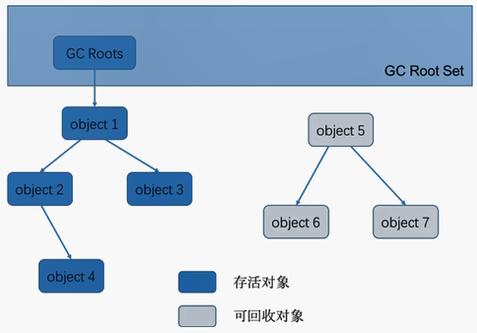 GC Roots
GC Root Set
object 1
object 5
object 2
object 3
object 6
object 7
object 4
存活对象
可回收对象